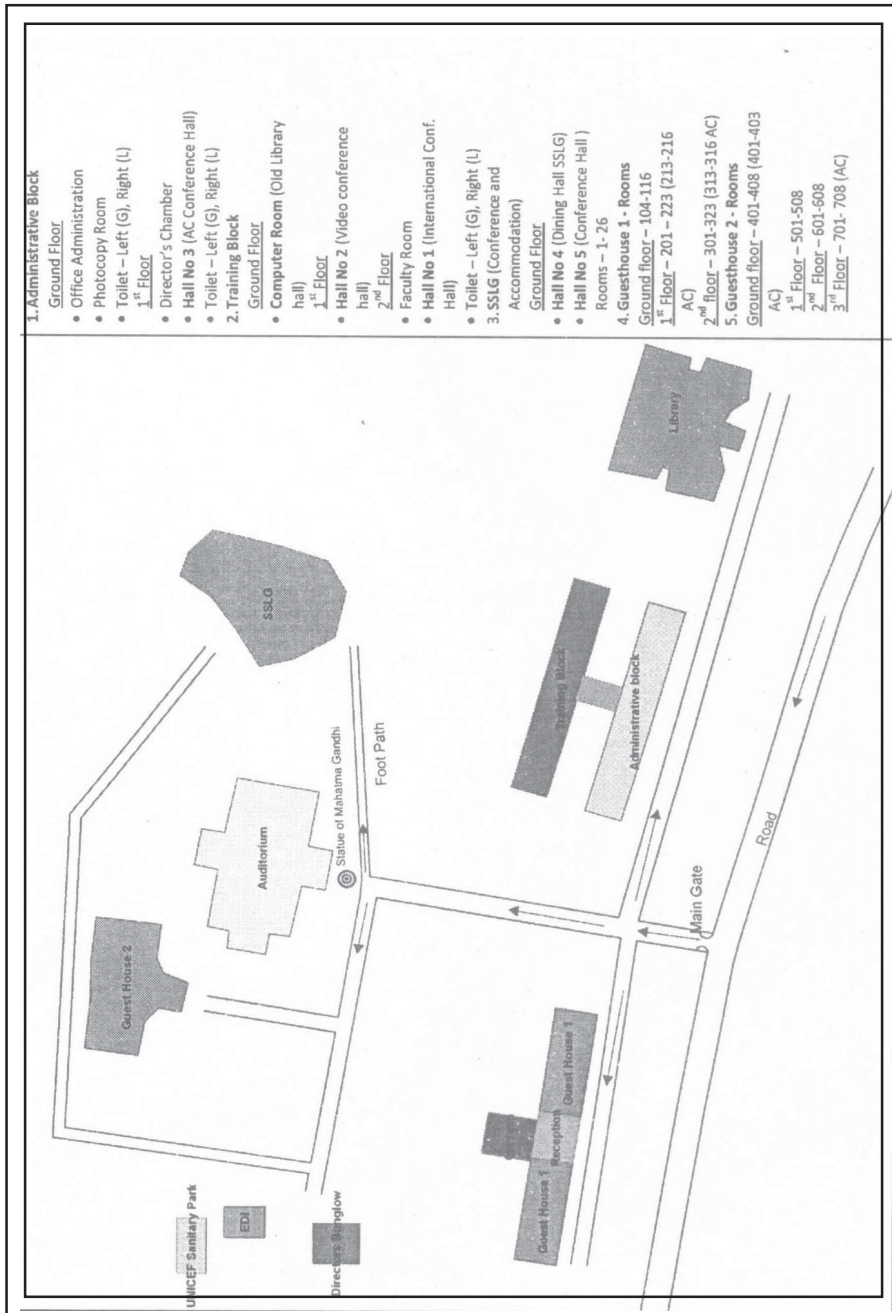 1. Administrative Block
Ground Floor
• Office Administration
• Photocopy Room
• Toilet – Left (G), Right (L)
1st Floor
• Director's Chamber
• Hall No 3 (AC Conference Hall)
• Toilet – Left (G), Right (L)
2. Training Block
Ground Floor
• Computer Room (Old Library
hall)
1st Floor
• Hall No 2 (Video conference
hall)
2nd Floor
• Faculty Room
• Hall No 1 (International Conf.
Hall)
• Toilet – Left (G), Right (L)
3. SSLG (Conference and
Accommodation)
Ground Floor
• Hall No 4 (Dining Hall SSLG)
• Hall No 5 (Conference Hall )
Rooms – 1- 26
4. Guesthouse 1 - Rooms
Ground floor – 104-116
1st Floor – 201 – 223 (213-216
AC)
2nd floor – 301-323 (313-316 AC)
5. Guesthouse 2 - Rooms
Ground floor – 401-408 (401-403
AC)
1st Floor – 501-508
2nd Floor – 601-608
3rd Floor – 701- 708 (AC)
UNICEF Sanitary Park
EDI
Directors Bunglow
Guest House 2
Auditorium
SSLG
Statue of Mahatma Gandhi
Foot Path
Guest House 1
Reception
Guest House 1
Training Block
Administrative block
Library
Main Gate
Road